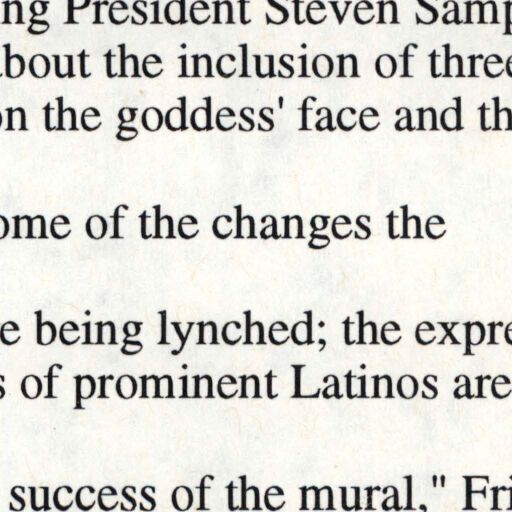 ng President Steven Samp
about the inclusion of three
on the goddess' face and th
ome of the changes the
e being lynched; the expre
s of prominent Latinos are
success of the mural," Fri